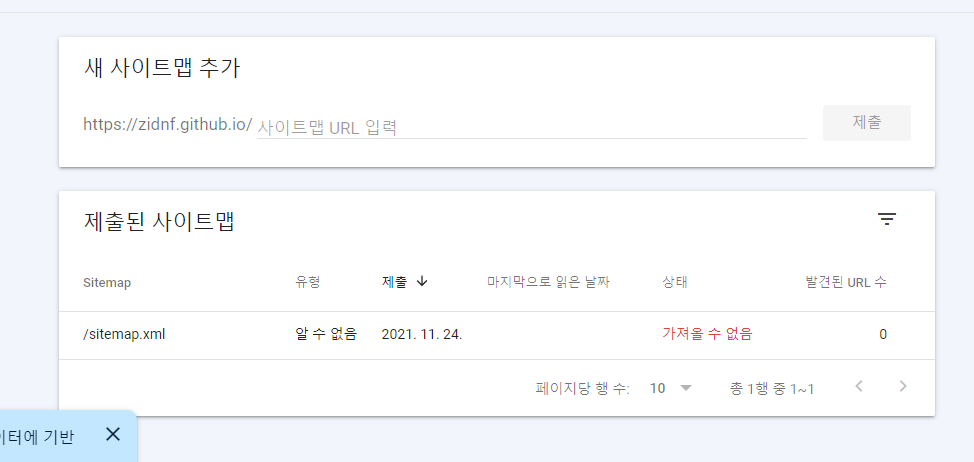 새 사이트맵 추가
https://zidnf.github.io/ 사이트맵 URL 입력 제출
제출된 사이트맵
Sitemap 유형 제출 마지막으로 읽은 날짜 상태 발견된 URL 수
/sitemap.xml 알 수 없음 2021. 11. 24. 가져올 수 없음 0
페이지당 행 수: 10 총 1행 중 1~1
이터에 기반